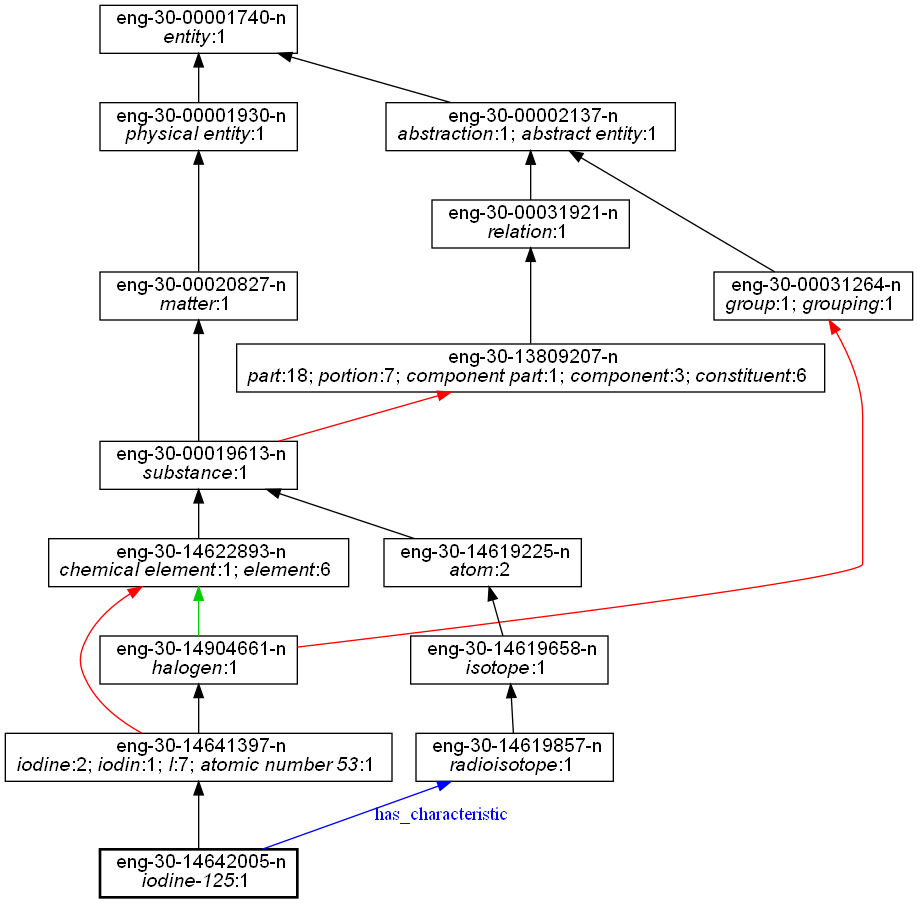 eng-30-00001740-n
entity:1
eng-30-00001930-n
physical entity:1
eng-30-00002137-n
abstraction:1; abstract entity:1
eng-30-00031921-n
relation:1
eng-30-00020827-n
matter:1
eng-30-00031264-n
group:1; grouping:1
eng-30-13809207-n
part:18; portion:7; component part:1; component:3; constituent:6
eng-30-00019613-n
substance:1
eng-30-14622893-n
chemical element:1; element:6
eng-30-14619225-n
atom:2
eng-30-14904661-n
halogen:1
eng-30-14619658-n
isotope:1
eng-30-14641397-n
iodine:2; iodin:1; I:7; atomic number 53:1
eng-30-14619857-n
radioisotope:1
has_characteristic
eng-30-14642005-n
iodine-125:1